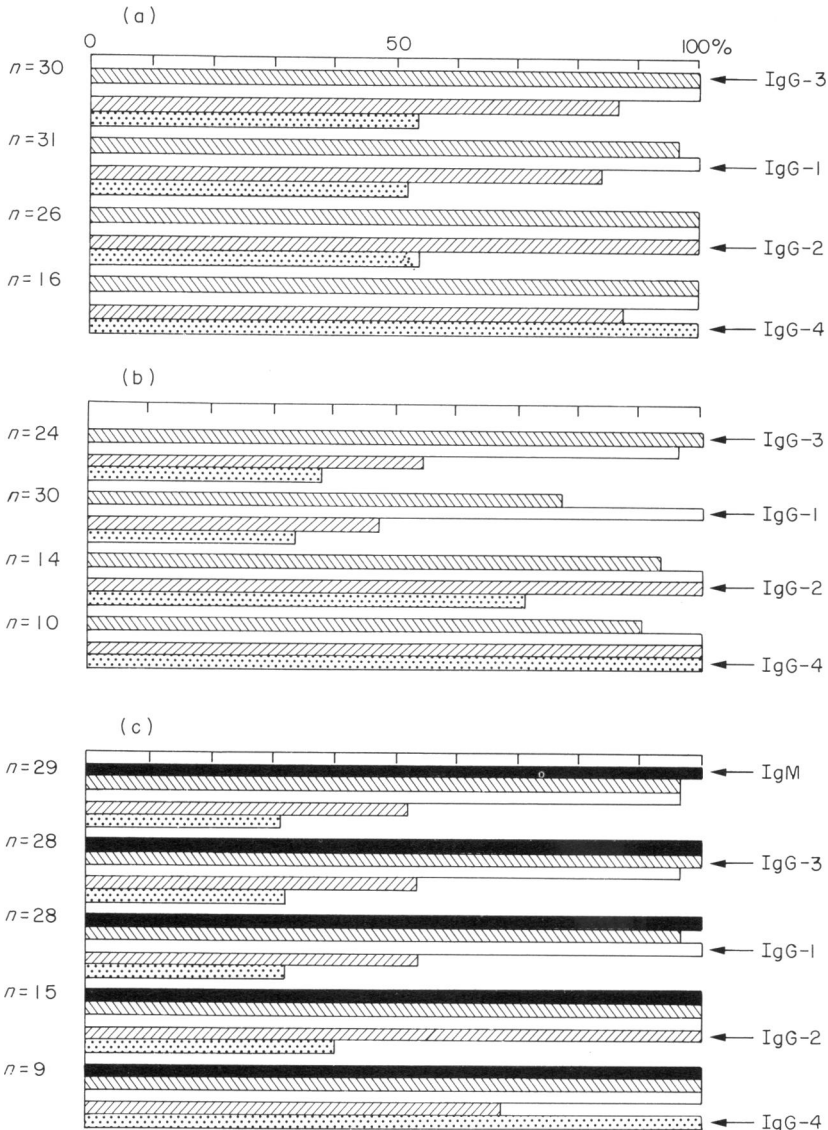 (a)
0 50 100%
n=30 IgG-3
n=31 IgG-1
n=26 IgG-2
n=16 IgG-4
(b)
n=24 IgG-3
n=30 IgG-1
n=14 IgG-2
n=10 IgG-4
(c)
n=29 IgM
n=28 IgG-3
n=28 IgG-1
n=15 IgG-2
n=9 IgG-4